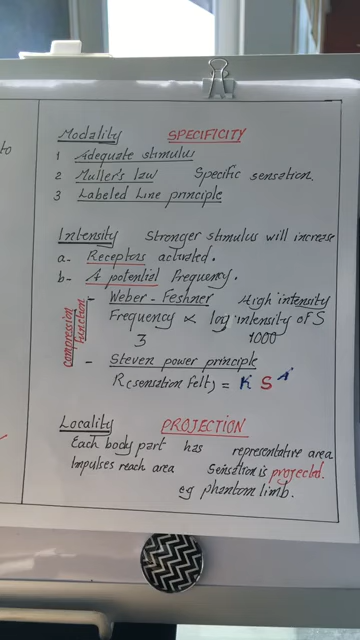 to
Modality SPECIFICITY
1 Adequate stimulus
2 Muller's law Specific sensation.
3 Labeled Line principle
Intensity Stronger stimulus will increase
a- Receptors activated.
b- A potential frequency.
- Weber-Feshner High intensity
Frequency ∝ log intensity of S
3 1000
compression function
- Steven power principle
R (sensation felt) = K S A
Locality PROJECTION
Each body part has representative area
Impulses reach area Sensation is projected.
eg phantom limb.